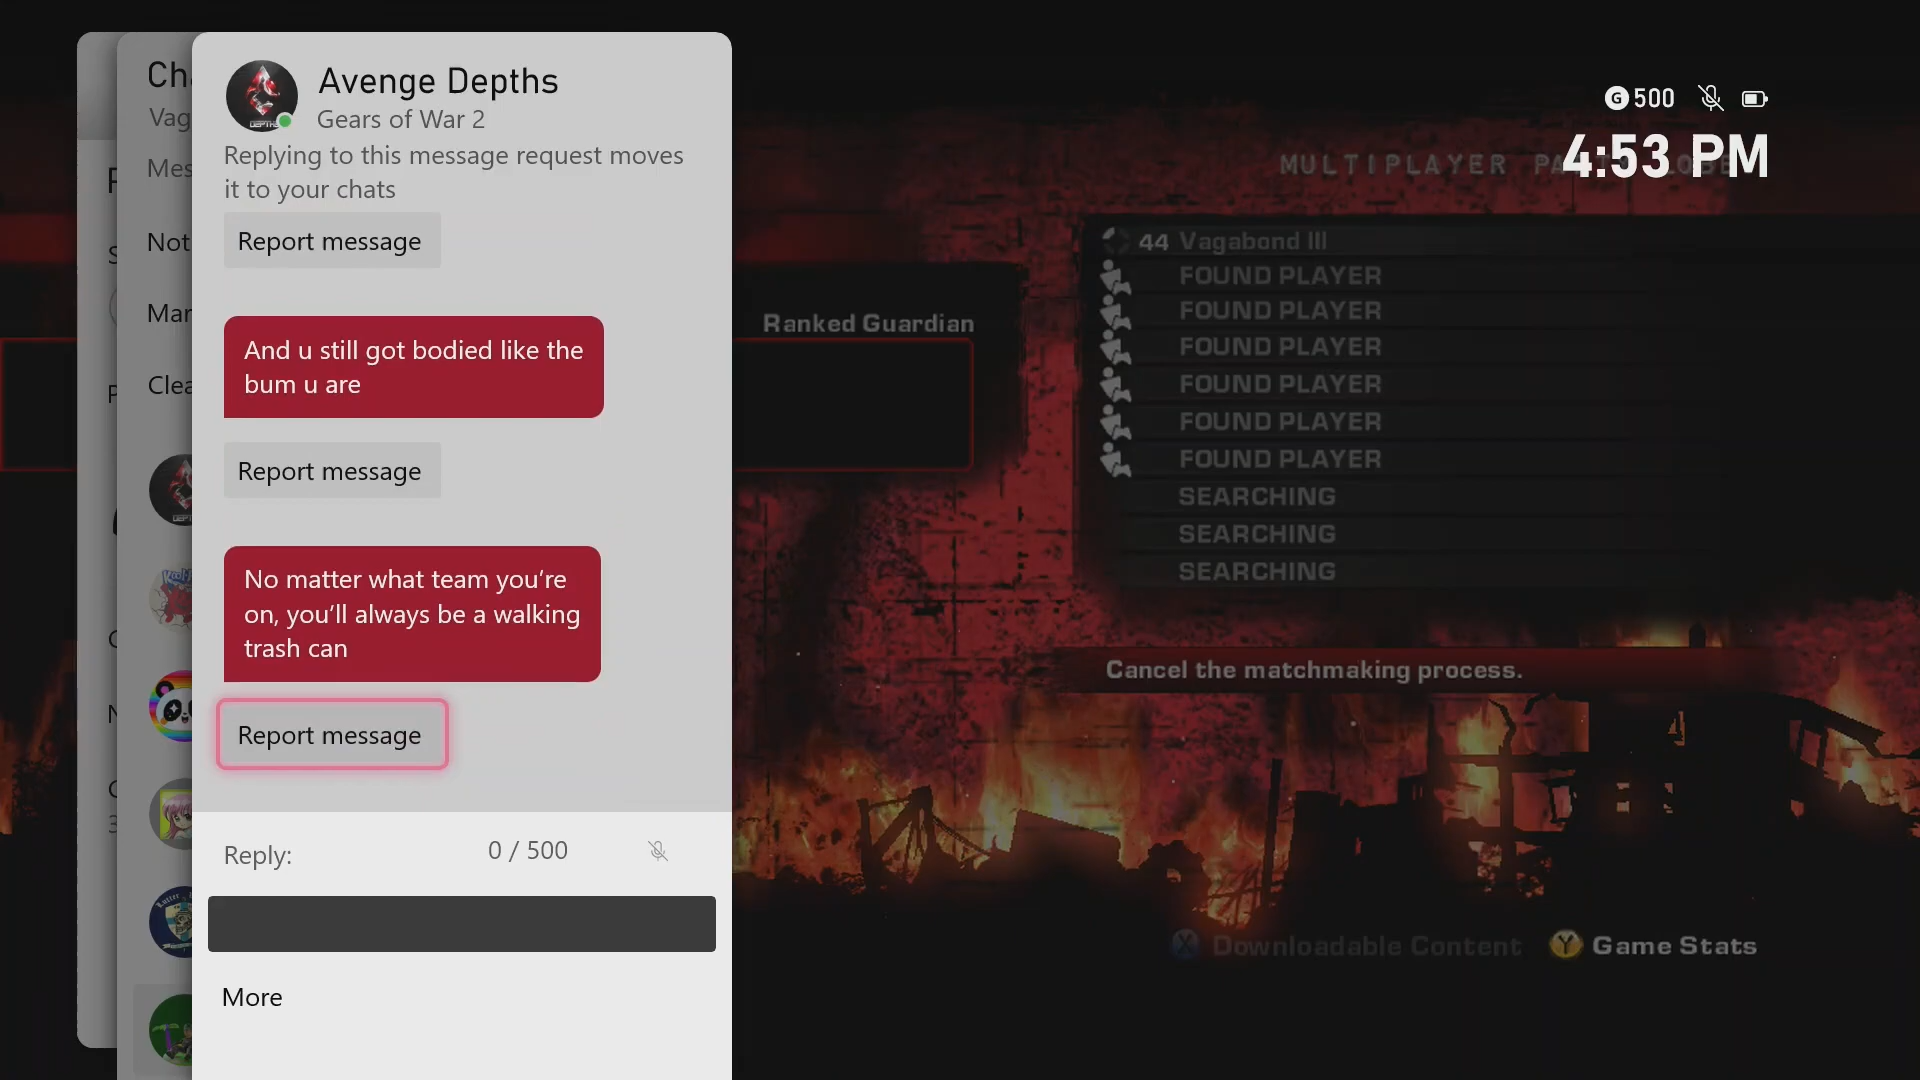 Cha
Vag
Mes
Not
Mar
Clea
Avenge Depths
Gears of War 2
Replying to this message request moves
it to your chats
Report message
And u still got bodied like the
bum u are
Report message
No matter what team you’re
on, you’ll always be a walking
trash can
Report message
Reply:
0 / 500
More
G 500
4:53 PM
MULTIPLAYER
Ranked Guardian
44 Vagabond III
FOUND PLAYER
FOUND PLAYER
FOUND PLAYER
FOUND PLAYER
FOUND PLAYER
FOUND PLAYER
SEARCHING
SEARCHING
SEARCHING
Cancel the matchmaking process.
X Downloadable Content
Y Game Stats